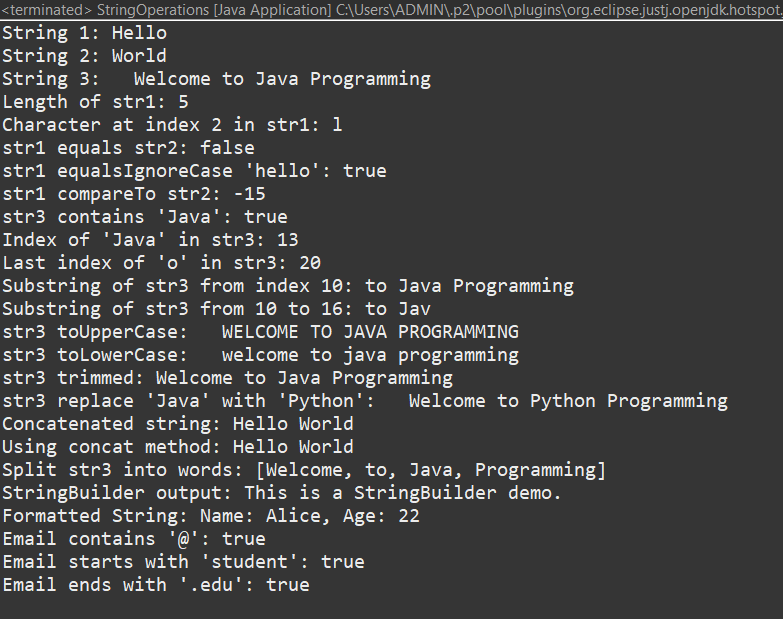 <terminated> StringOperations [Java Application] C:\Users\ADMIN\.p2\pool\plugins\org.eclipse.justj.openjdk.hotspot.
String 1: Hello
String 2: World
String 3:   Welcome to Java Programming
Length of str1: 5
Character at index 2 in str1: l
str1 equals str2: false
str1 equalsIgnoreCase 'hello': true
str1 compareTo str2: -15
str3 contains 'Java': true
Index of 'Java' in str3: 13
Last index of 'o' in str3: 20
Substring of str3 from index 10: to Java Programming
Substring of str3 from 10 to 16: to Jav
str3 toUpperCase:   WELCOME TO JAVA PROGRAMMING
str3 toLowerCase:   welcome to java programming
str3 trimmed: Welcome to Java Programming
str3 replace 'Java' with 'Python':   Welcome to Python Programming
Concatenated string: Hello World
Using concat method: Hello World
Split str3 into words: [Welcome, to, Java, Programming]
StringBuilder output: This is a StringBuilder demo.
Formatted String: Name: Alice, Age: 22
Email contains '@': true
Email starts with 'student': true
Email ends with '.edu': true